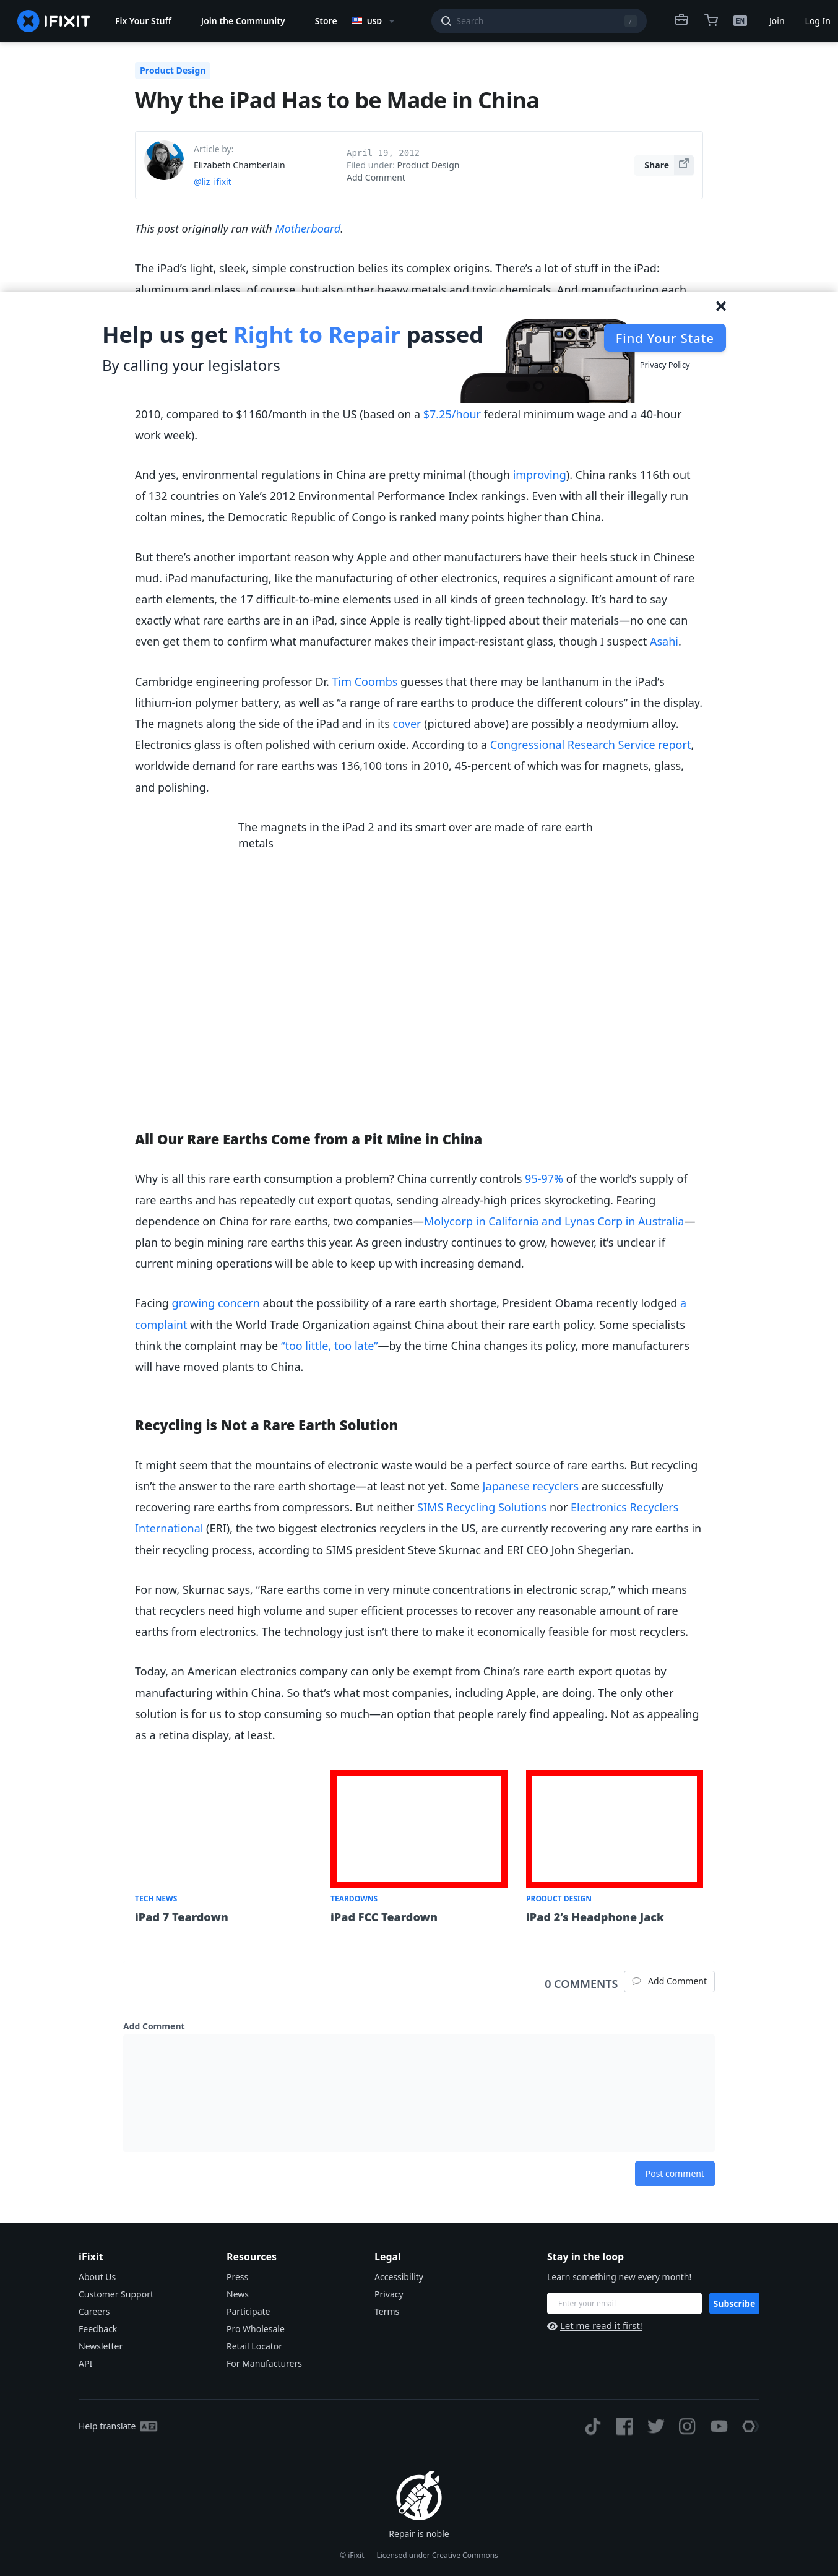 IFIXIT
Fix Your Stuff
Join the Community
Store
USD
Search
/
EN
Join
Log In
Product Design
Why the iPad Has to be Made in China
Article by:
Elizabeth Chamberlain
@liz_ifixit
April 19, 2012
Filed under: Product Design
Add Comment
Share
This post originally ran with Motherboard.
The iPad’s light, sleek, simple construction belies its complex origins. There’s a lot of stuff in the iPad:
aluminum and glass, of course, but also other heavy metals and toxic chemicals. And manufacturing each
Help us get Right to Repair passed
By calling your legislators
Find Your State
Privacy Policy
2010, compared to $1160/month in the US (based on a $7.25/hour federal minimum wage and a 40-hour
work week).
And yes, environmental regulations in China are pretty minimal (though improving). China ranks 116th out
of 132 countries on Yale’s 2012 Environmental Performance Index rankings. Even with all their illegally run
coltan mines, the Democratic Republic of Congo is ranked many points higher than China.
But there’s another important reason why Apple and other manufacturers have their heels stuck in Chinese
mud. iPad manufacturing, like the manufacturing of other electronics, requires a significant amount of rare
earth elements, the 17 difficult-to-mine elements used in all kinds of green technology. It’s hard to say
exactly what rare earths are in an iPad, since Apple is really tight-lipped about their materials—no one can
even get them to confirm what manufacturer makes their impact-resistant glass, though I suspect Asahi.
Cambridge engineering professor Dr. Tim Coombs guesses that there may be lanthanum in the iPad’s
lithium-ion polymer battery, as well as “a range of rare earths to produce the different colours” in the display.
The magnets along the side of the iPad and in its cover (pictured above) are possibly a neodymium alloy.
Electronics glass is often polished with cerium oxide. According to a Congressional Research Service report,
worldwide demand for rare earths was 136,100 tons in 2010, 45-percent of which was for magnets, glass,
and polishing.
The magnets in the iPad 2 and its smart over are made of rare earth
metals
All Our Rare Earths Come from a Pit Mine in China
Why is all this rare earth consumption a problem? China currently controls 95-97% of the world’s supply of
rare earths and has repeatedly cut export quotas, sending already-high prices skyrocketing. Fearing
dependence on China for rare earths, two companies—Molycorp in California and Lynas Corp in Australia—
plan to begin mining rare earths this year. As green industry continues to grow, however, it’s unclear if
current mining operations will be able to keep up with increasing demand.
Facing growing concern about the possibility of a rare earth shortage, President Obama recently lodged a
complaint with the World Trade Organization against China about their rare earth policy. Some specialists
think the complaint may be “too little, too late”—by the time China changes its policy, more manufacturers
will have moved plants to China.
Recycling is Not a Rare Earth Solution
It might seem that the mountains of electronic waste would be a perfect source of rare earths. But recycling
isn’t the answer to the rare earth shortage—at least not yet. Some Japanese recyclers are successfully
recovering rare earths from compressors. But neither SIMS Recycling Solutions nor Electronics Recyclers
International (ERI), the two biggest electronics recyclers in the US, are currently recovering any rare earths in
their recycling process, according to SIMS president Steve Skurnac and ERI CEO John Shegerian.
For now, Skurnac says, “Rare earths come in very minute concentrations in electronic scrap,” which means
that recyclers need high volume and super efficient processes to recover any reasonable amount of rare
earths from electronics. The technology just isn’t there to make it economically feasible for most recyclers.
Today, an American electronics company can only be exempt from China’s rare earth export quotas by
manufacturing within China. So that’s what most companies, including Apple, are doing. The only other
solution is for us to stop consuming so much—an option that people rarely find appealing. Not as appealing
as a retina display, at least.
TECH NEWS
iPad 7 Teardown
TEARDOWNS
iPad FCC Teardown
PRODUCT DESIGN
iPad 2’s Headphone Jack
0 COMMENTS
Add Comment
Add Comment
Post comment
iFixit
About Us
Customer Support
Careers
Feedback
Newsletter
API
Resources
Press
News
Participate
Pro Wholesale
Retail Locator
For Manufacturers
Legal
Accessibility
Privacy
Terms
Stay in the loop
Learn something new every month!
Enter your email
Subscribe
Let me read it first!
Help translate
Repair is noble
© iFixit — Licensed under Creative Commons